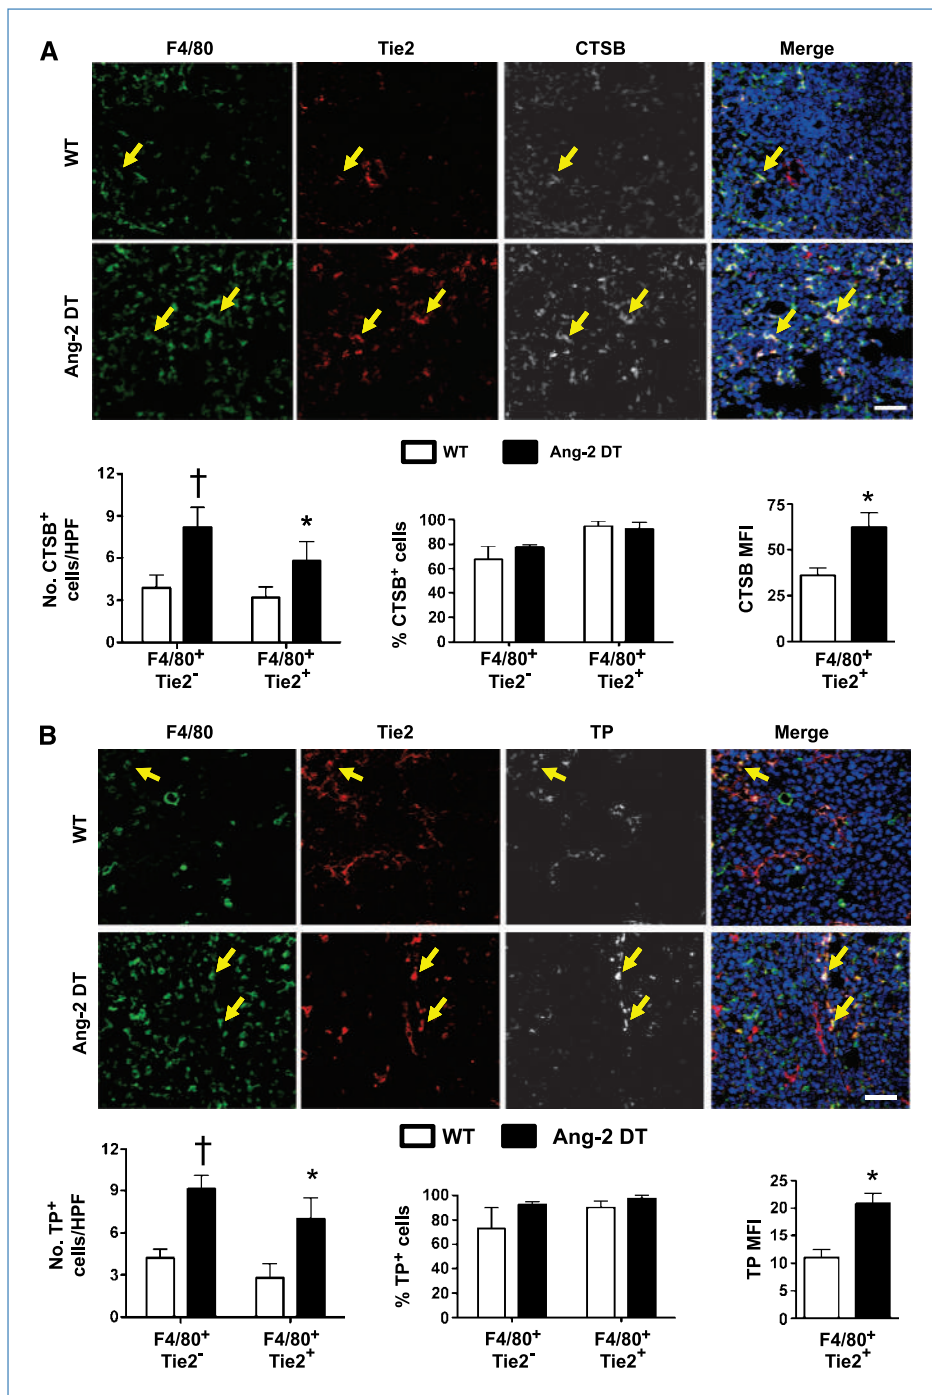 A
F4/80 Tie2 CTSB Merge
WT
Ang-2 DT
WT Ang-2 DT
No. CTSB+
cells/HPF
12
9
6
3
0
†
*
F4/80+
Tie2-
F4/80+
Tie2+
% CTSB+ cells
100
80
60
40
20
0
F4/80+
Tie2-
F4/80+
Tie2+
CTSB MFI
75
50
25
0
*
F4/80+
Tie2+
B
F4/80 Tie2 TP Merge
WT
Ang-2 DT
WT Ang-2 DT
No. TP+
cells/HPF
12
9
6
3
0
†
*
F4/80+
Tie2-
F4/80+
Tie2+
% TP+ cells
100
80
60
40
20
0
F4/80+
Tie2-
F4/80+
Tie2+
TP MFI
25
20
15
10
5
0
*
F4/80+
Tie2+